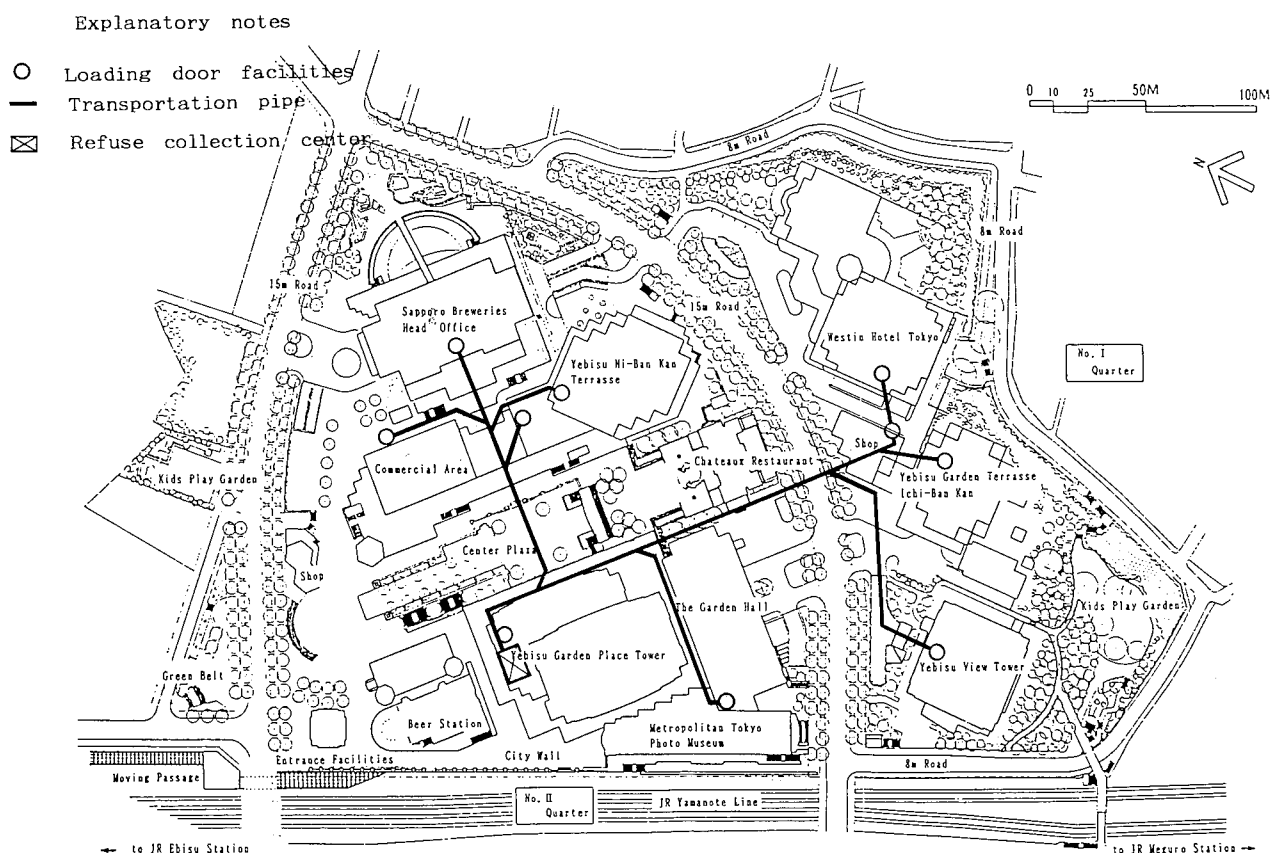 Explanatory notes
Loading door facilities
Transportation pipe
Refuse collection center
0 10 25 50M 100M
N
8m Road
8m Road
15m Road
Sapporo Breweries
Head Office
15m Road
Yebisu Ni-Ban Kan
Terrasse
Westin Hotel Tokyo
No. I
Quarter
Commercial Area
Kids Play Garden
Chateaux Restaurant
Shop
Yebisu Garden Terrasse
Ichi-Ban Kan
Center Plaza
Shop
The Garden Hall
Kids Play Garden
Yebisu Garden Place Tower
Yebisu View Tower
Green Belt
Beer Station
Metropolitan Tokyo
Photo Museum
City Wall
Entrance Facilities
8m Road
Moving Passage
No. II
Quarter
JR Yamanote Line
← to JR Ebisu Station
to JR Meguro Station →